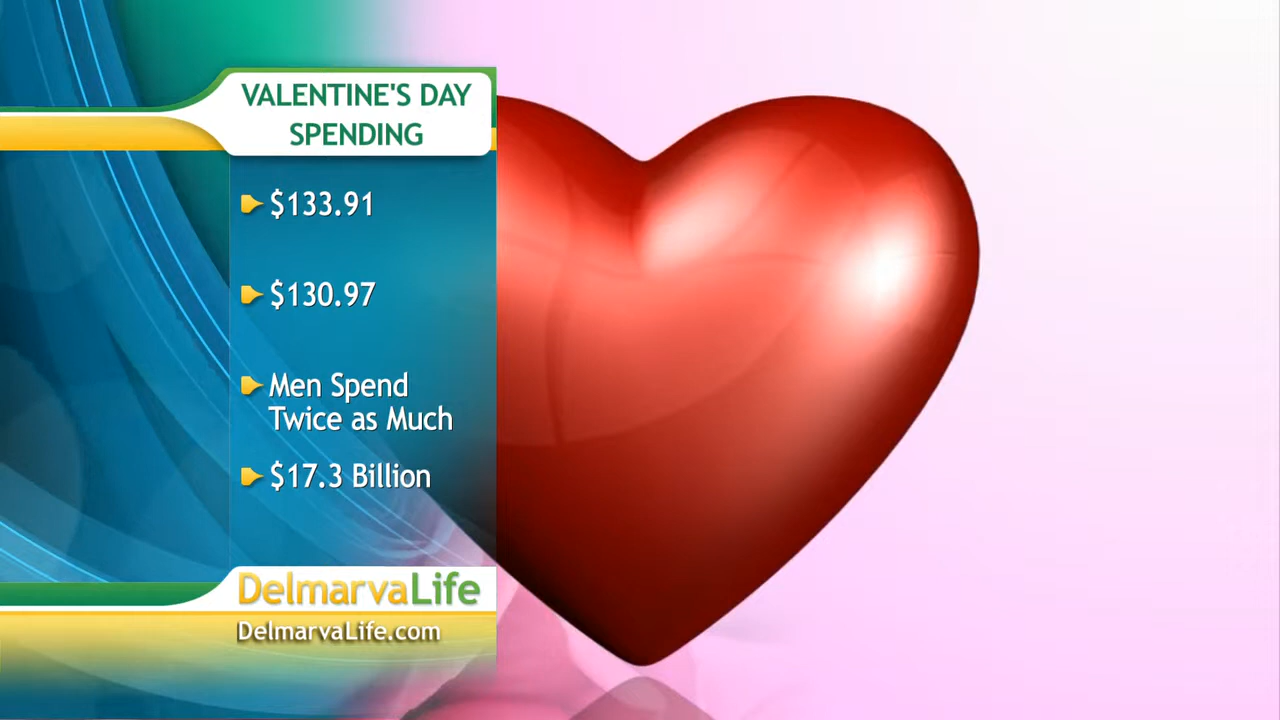 VALENTINE'S DAY
SPENDING
$133.91
$130.97
Men Spend
Twice as Much
$17.3 Billion
DelmarvaLife
DelmarvaLife.com